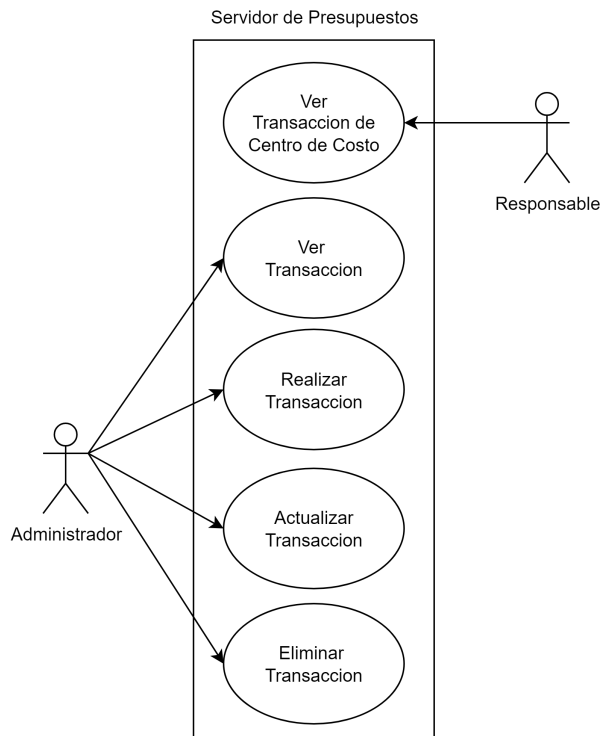 Servidor de Presupuestos
Ver
Transaccion de
Centro de Costo
Responsable
Ver
Transaccion
Realizar
Transaccion
Administrador
Actualizar
Transaccion
Eliminar
Transaccion